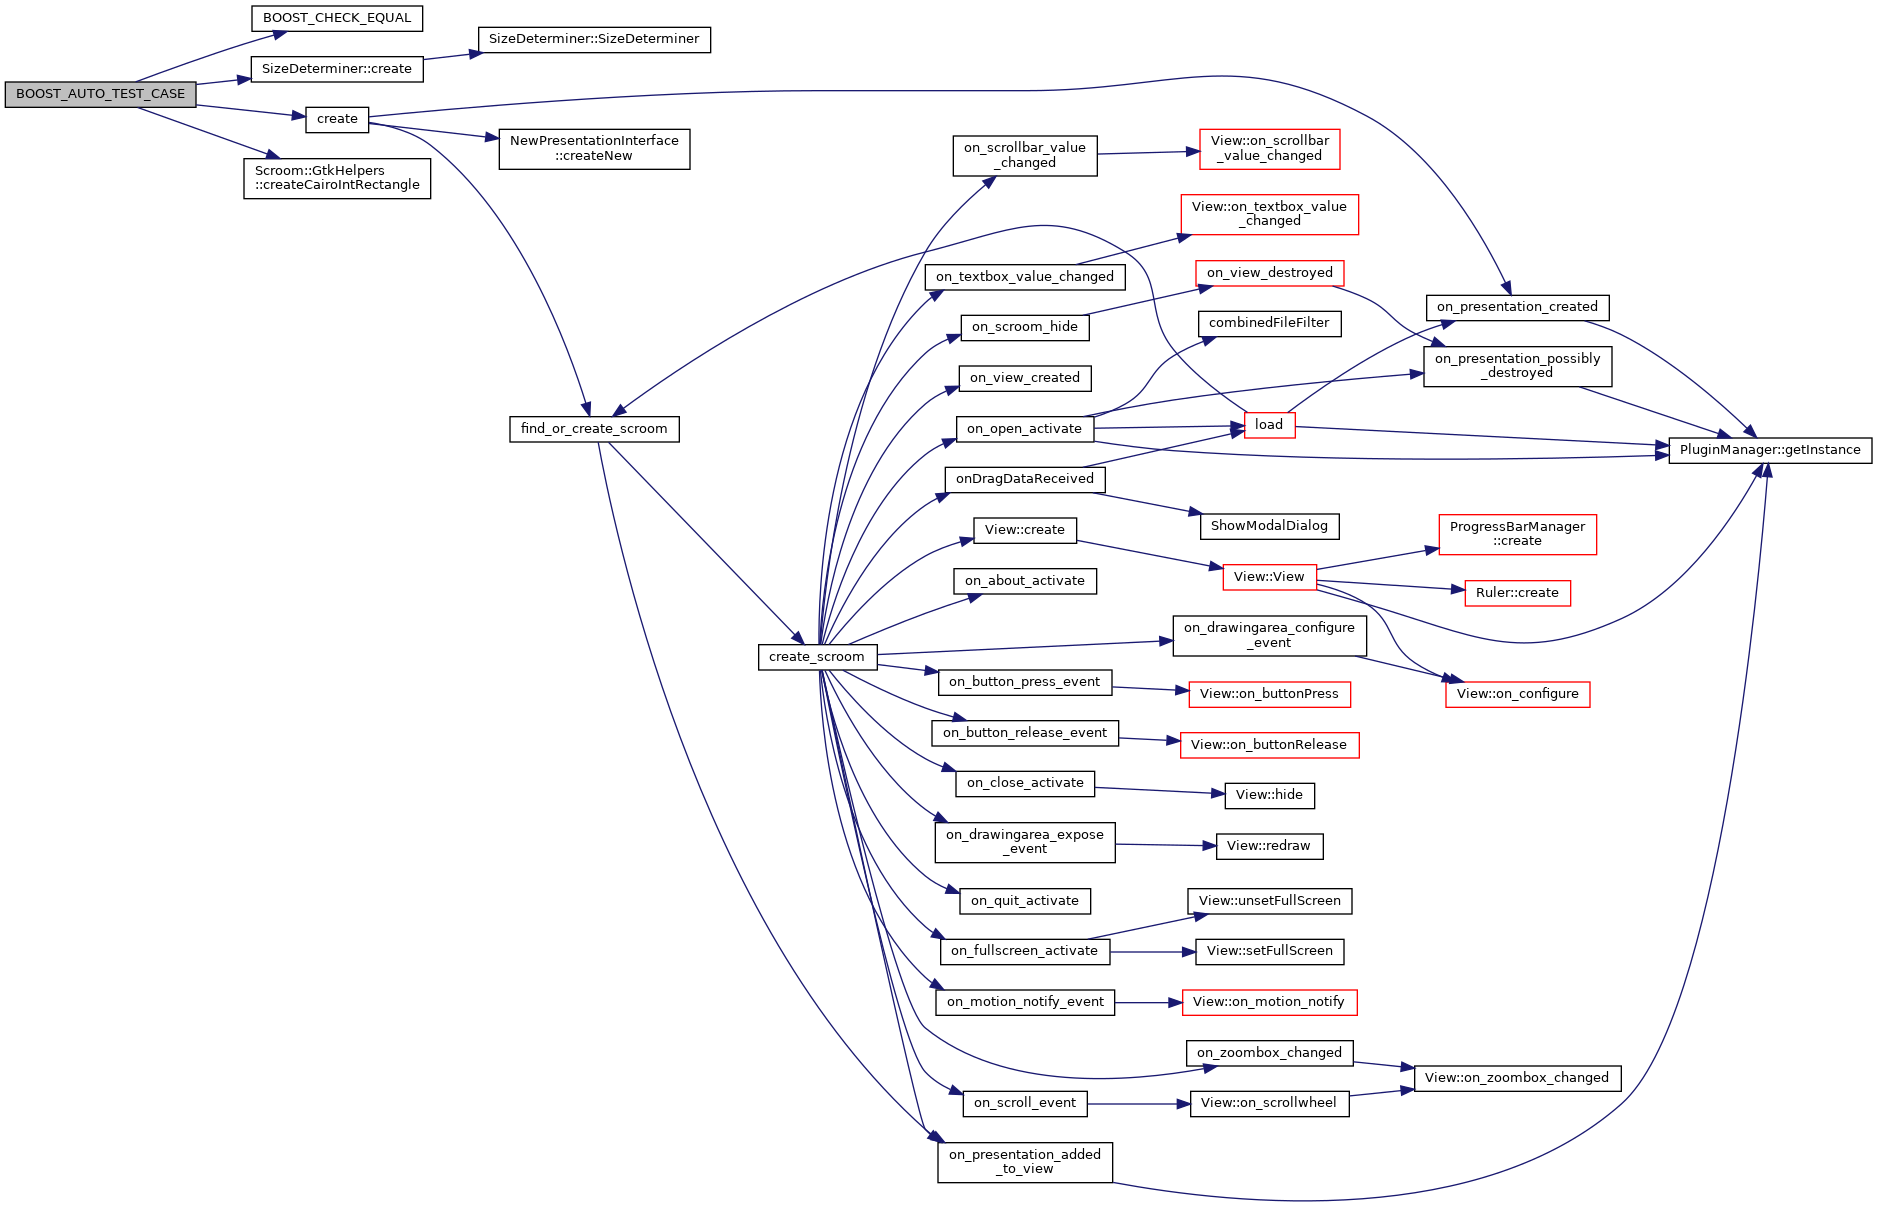 BOOST_AUTO_TEST_CASE
BOOST_CHECK_EQUAL
SizeDeterminer::create
SizeDeterminer::SizeDeterminer
create
Scroom::GtkHelpers
::createCairoIntRectangle
NewPresentationInterface
::createNew
find_or_create_scroom
create_scroom
on_scrollbar_value
_changed
on_textbox_value_changed
on_scroom_hide
on_view_created
on_open_activate
onDragDataReceived
View::create
on_about_activate
on_drawingarea_configure
_event
on_button_press_event
on_button_release_event
on_close_activate
on_drawingarea_expose
_event
on_quit_activate
on_fullscreen_activate
on_motion_notify_event
on_zoombox_changed
on_scroll_event
on_presentation_added
_to_view
View::on_scrollbar
_value_changed
View::on_textbox_value
_changed
on_view_destroyed
combinedFileFilter
load
ShowModalDialog
View::View
View::on_buttonPress
View::on_buttonRelease
View::hide
View::redraw
View::unsetFullScreen
View::setFullScreen
View::on_motion_notify
View::on_scrollwheel
on_presentation_created
on_presentation_possibly
_destroyed
ProgressBarManager
::create
Ruler::create
View::on_configure
View::on_zoombox_changed
PluginManager::getInstance